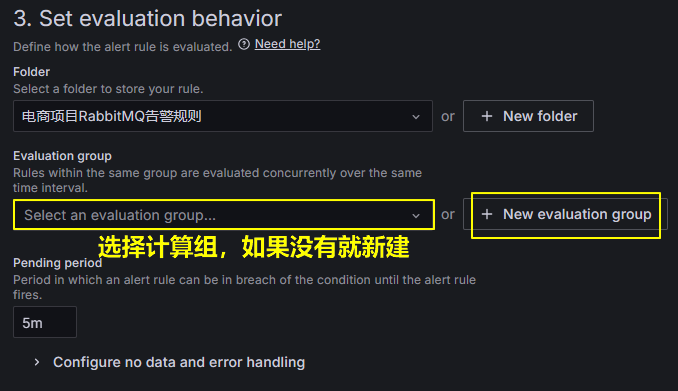 3. Set evaluation behavior
Define how the alert rule is evaluated. Need help?
Folder
Select a folder to store your rule.
电商项目RabbitMQ告警规则 or + New folder
Evaluation group
Rules within the same group are evaluated concurrently over the same
time interval.
Select an evaluation group... or + New evaluation group
选择计算组，如果没有就新建
Pending period
Period in which an alert rule can be in breach of the condition until the alert rule
fires.
5m
Configure no data and error handling